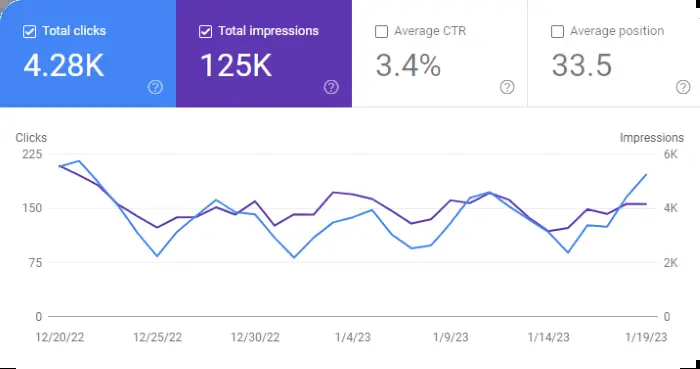 Total clicks
4.28K
Total impressions
125K
Average CTR
3.4%
Average position
33.5
Clicks
Impressions
225
6K
150
4K
75
2K
0
0
12/20/22
12/25/22
12/30/22
1/4/23
1/9/23
1/14/23
1/19/23